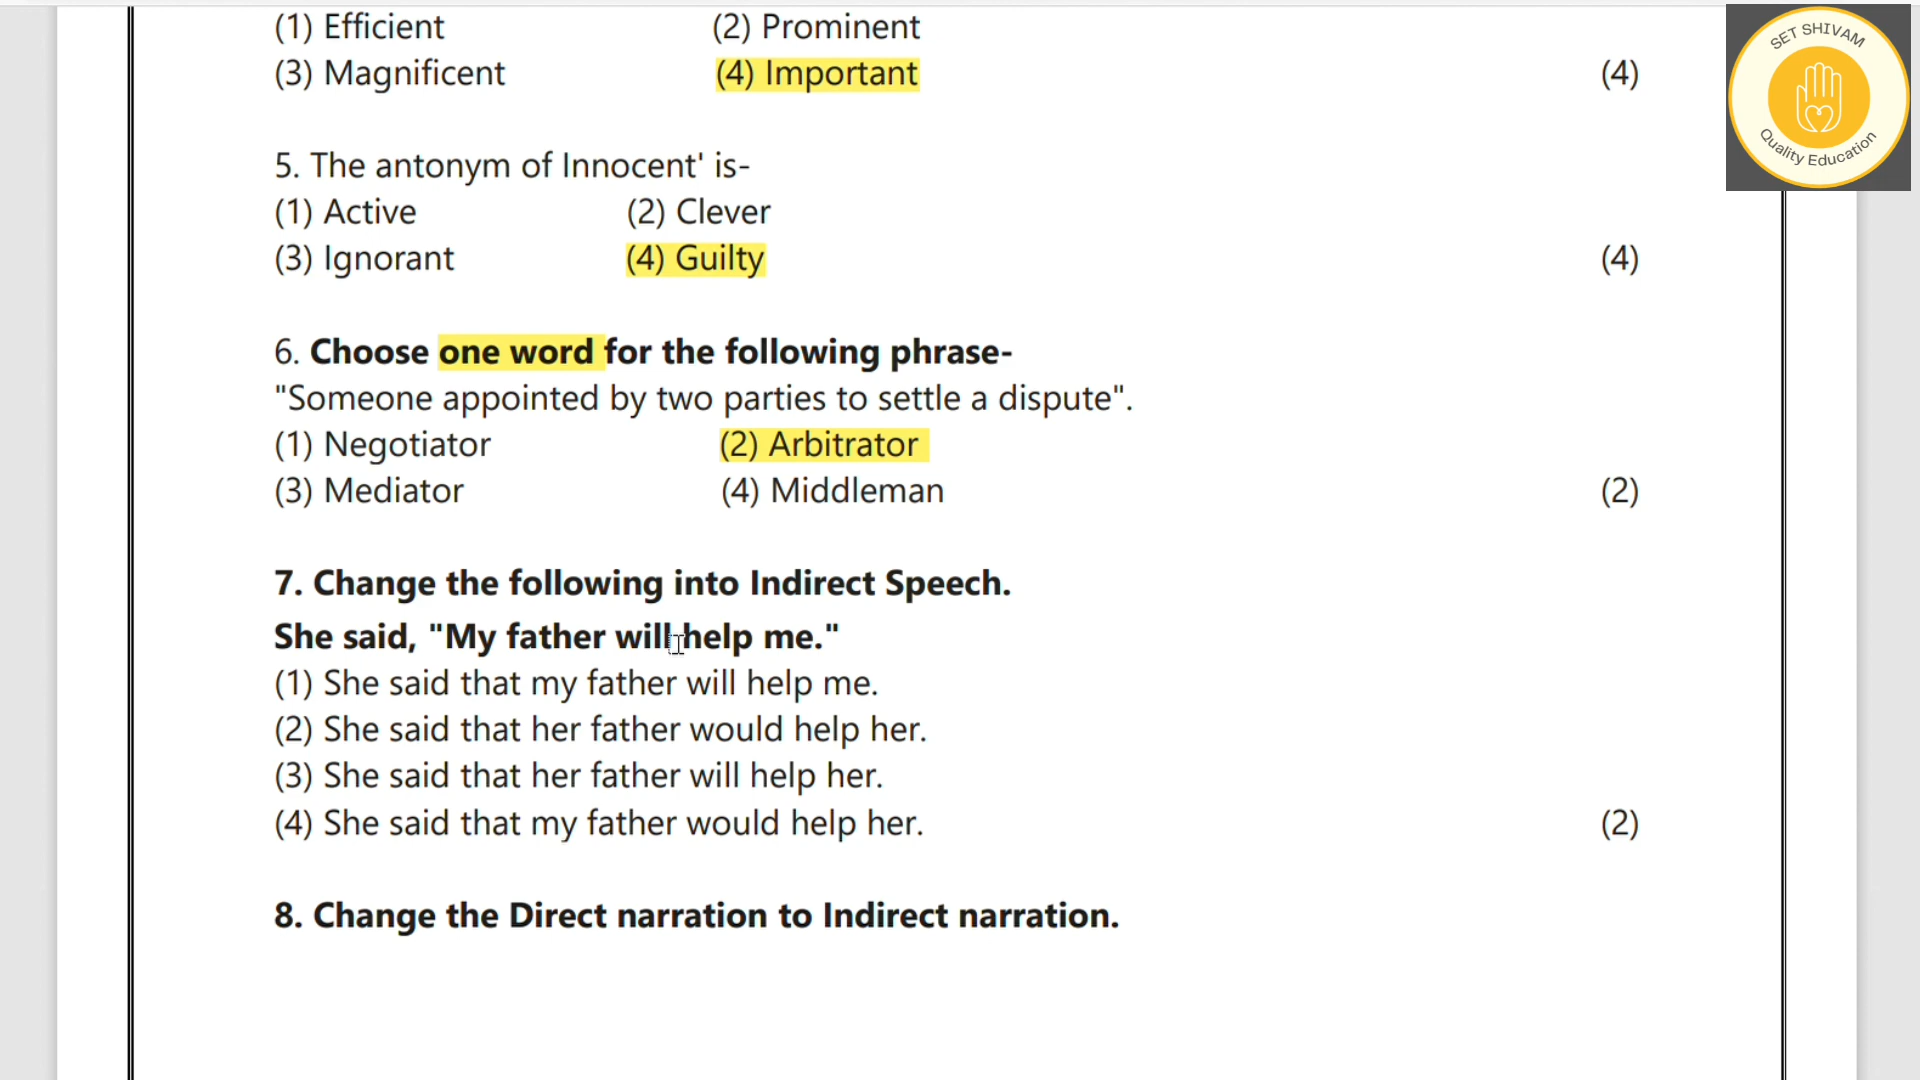 (1) Efficient (2) Prominent
(3) Magnificent (4) Important (4)
SET SHIVAM
Quality Education
5. The antonym of Innocent' is-
(1) Active (2) Clever
(3) Ignorant (4) Guilty (4)
6. Choose one word for the following phrase-
"Someone appointed by two parties to settle a dispute".
(1) Negotiator (2) Arbitrator
(3) Mediator (4) Middleman (2)
7. Change the following into Indirect Speech.
She said, "My father will help me."
(1) She said that my father will help me.
(2) She said that her father would help her.
(3) She said that her father will help her.
(4) She said that my father would help her. (2)
8. Change the Direct narration to Indirect narration.